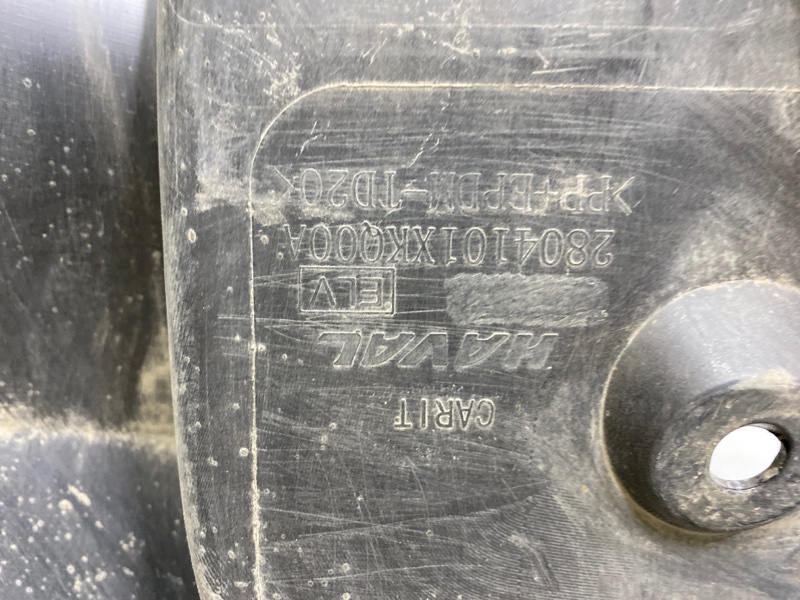 CARIT
HAVAL
ELV
2804101XKQ00A
>PP+EPDM-TD20<